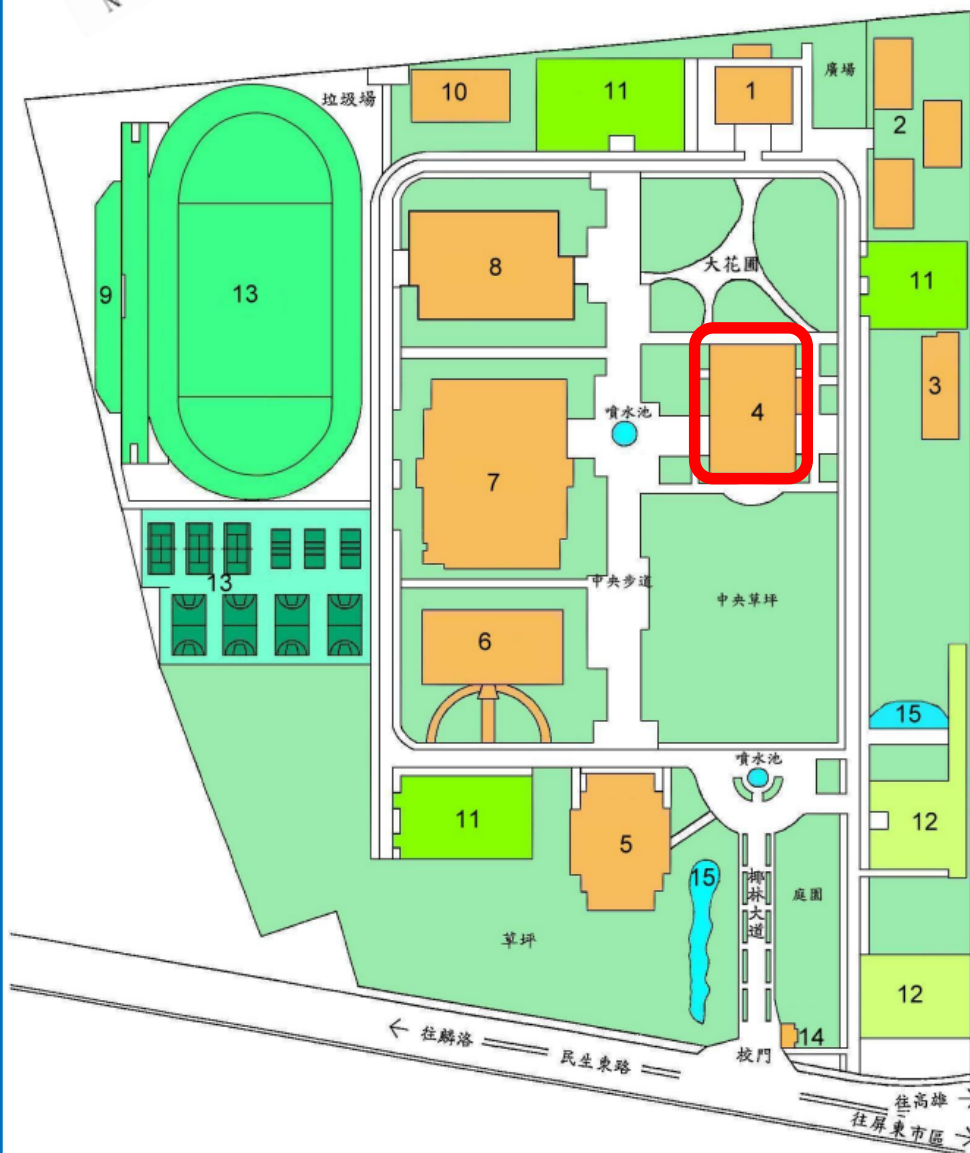 N
垃圾場
10
11
1
廣場
2
8
大花圃
11
9
13
3
噴水池
4
7
13
中央步道
中央草坪
6
15
噴水池
11
5
12
15
椰林大道
庭園
草坪
12
14
校門
← 往麟洛
民生東路
往高雄 →
往屏東市區 →